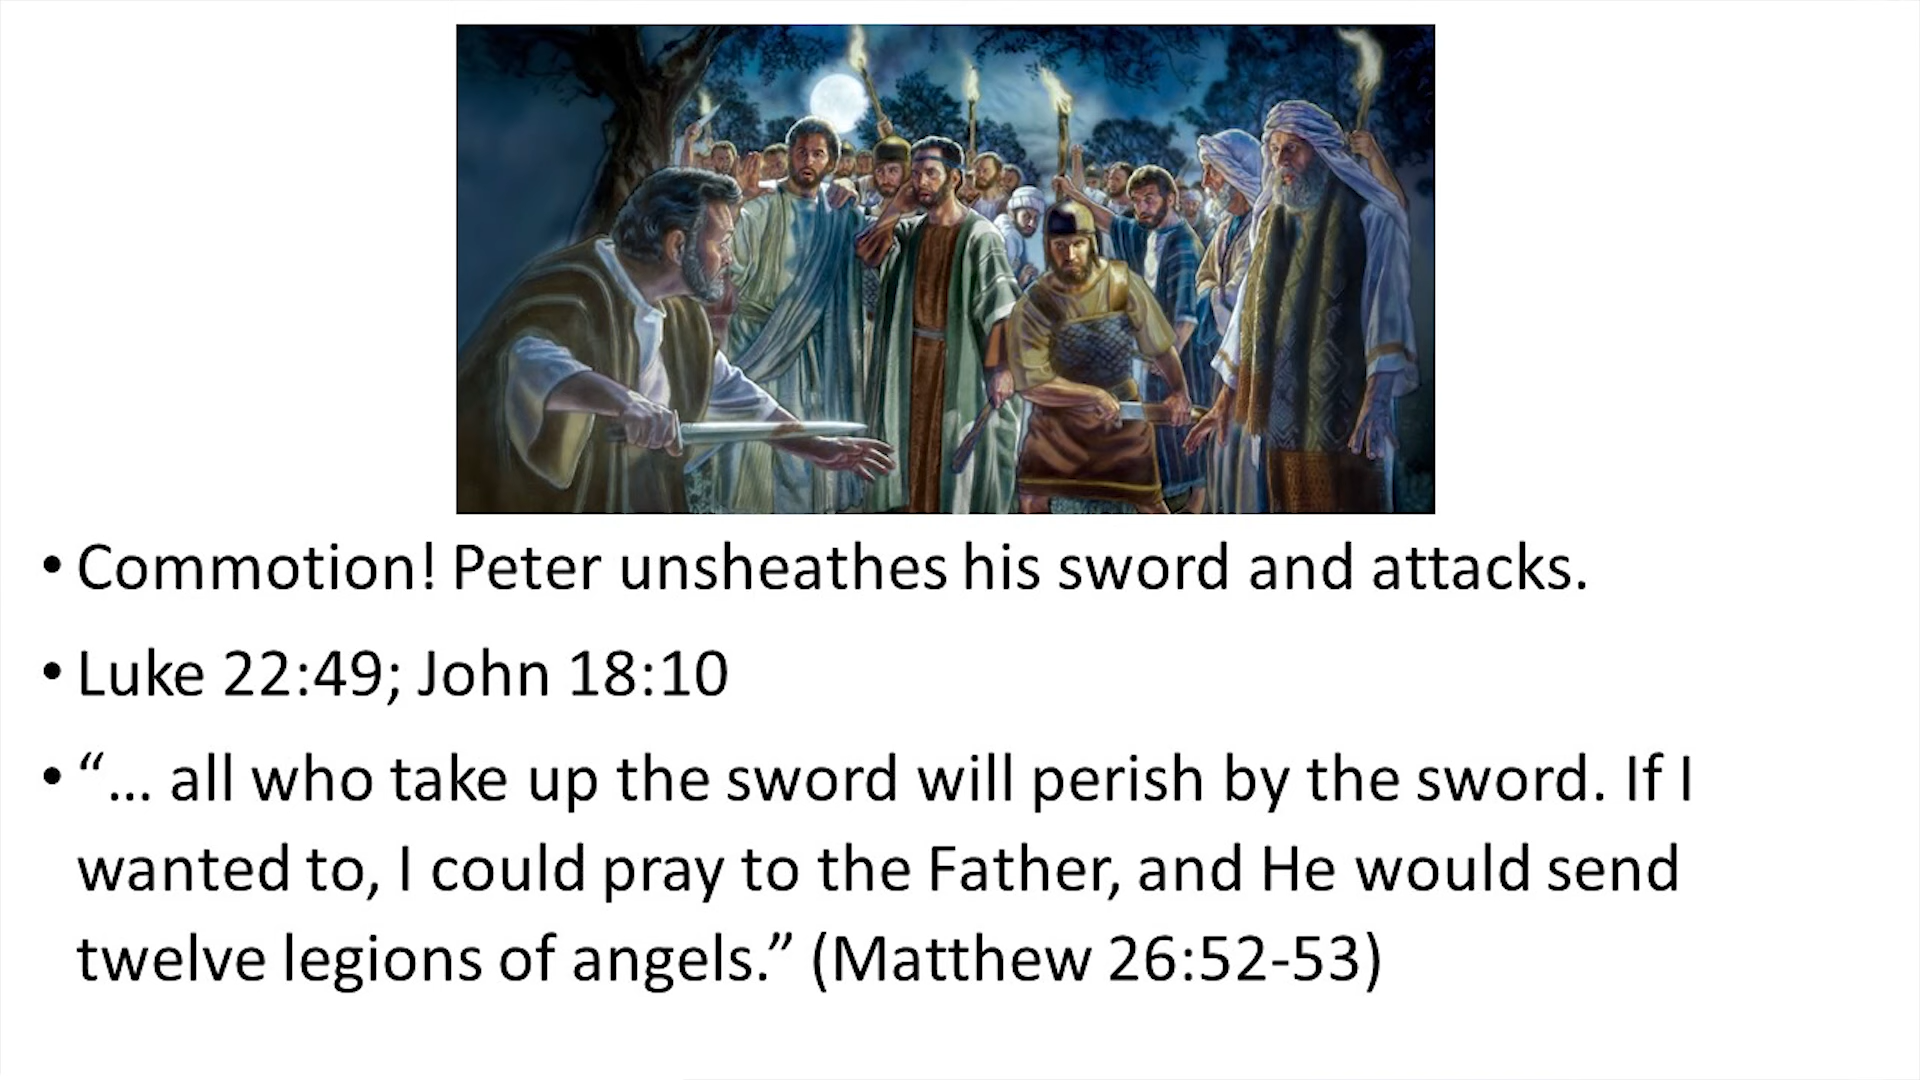 • Commotion! Peter unsheathes his sword and attacks.
• Luke 22:49; John 18:10
• “... all who take up the sword will perish by the sword. If I
wanted to, I could pray to the Father, and He would send
twelve legions of angels.” (Matthew 26:52-53)